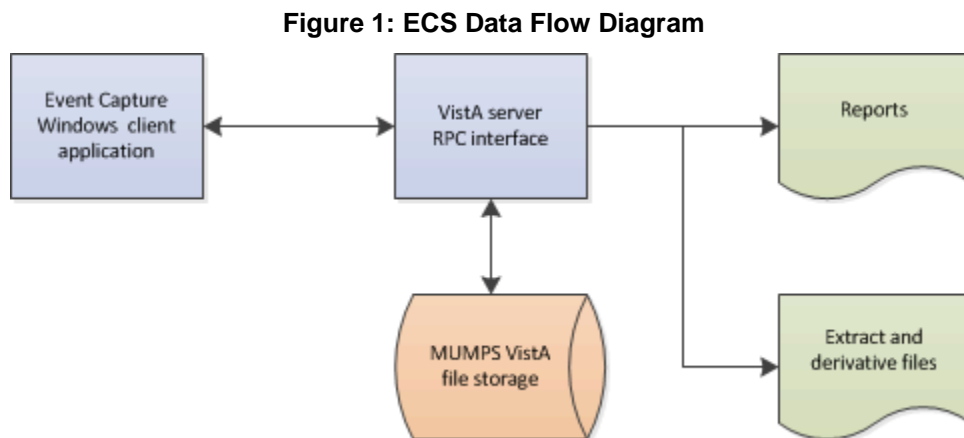 Figure 1: ECS Data Flow Diagram
Event Capture
Windows client
application
VistA server
RPC interface
Reports
MUMPS VistA
file storage
Extract and
derivative files